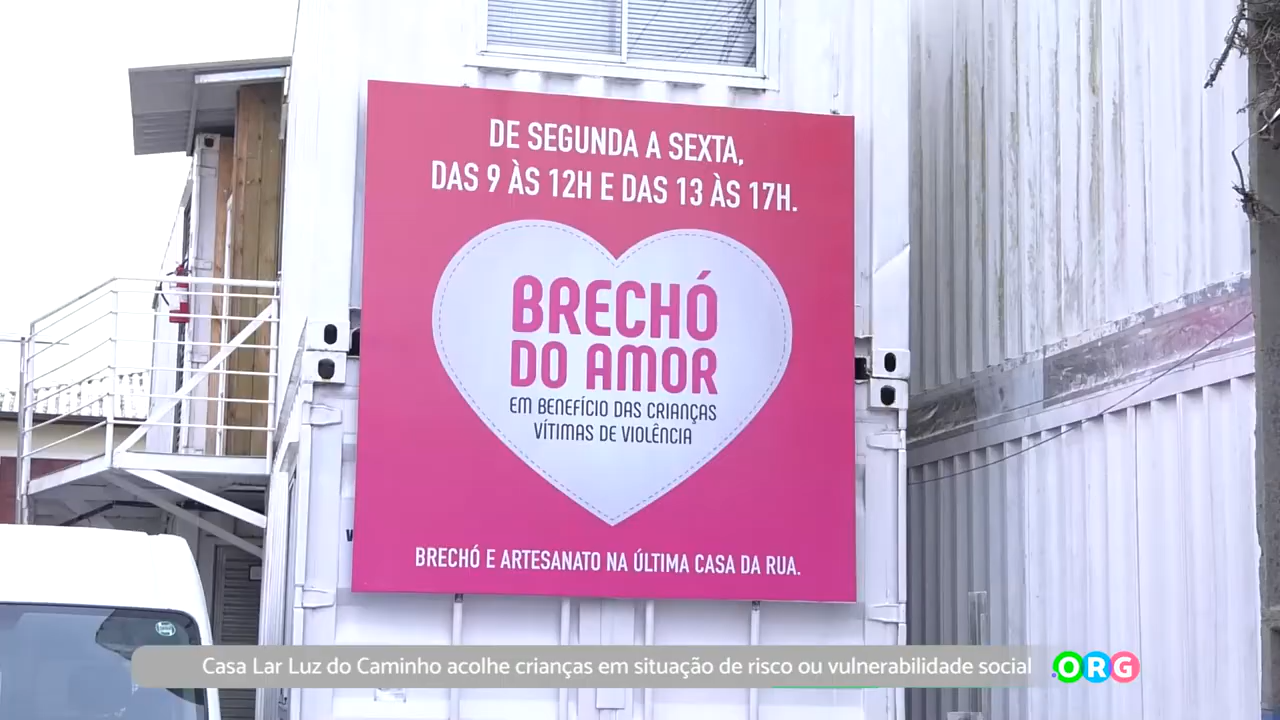 DE SEGUNDA A SEXTA,
DAS 9 ÀS 12H E DAS 13 ÀS 17H.
BRECHÓ
DO AMOR
EM BENEFÍCIO DAS CRIANÇAS
VÍTIMAS DE VIOLÊNCIA
BRECHÓ E ARTESANATO NA ÚLTIMA CASA DA RUA.
Casa Lar Luz do Caminho acolhe crianças em situação de risco ou vulnerabilidade social
.ORG